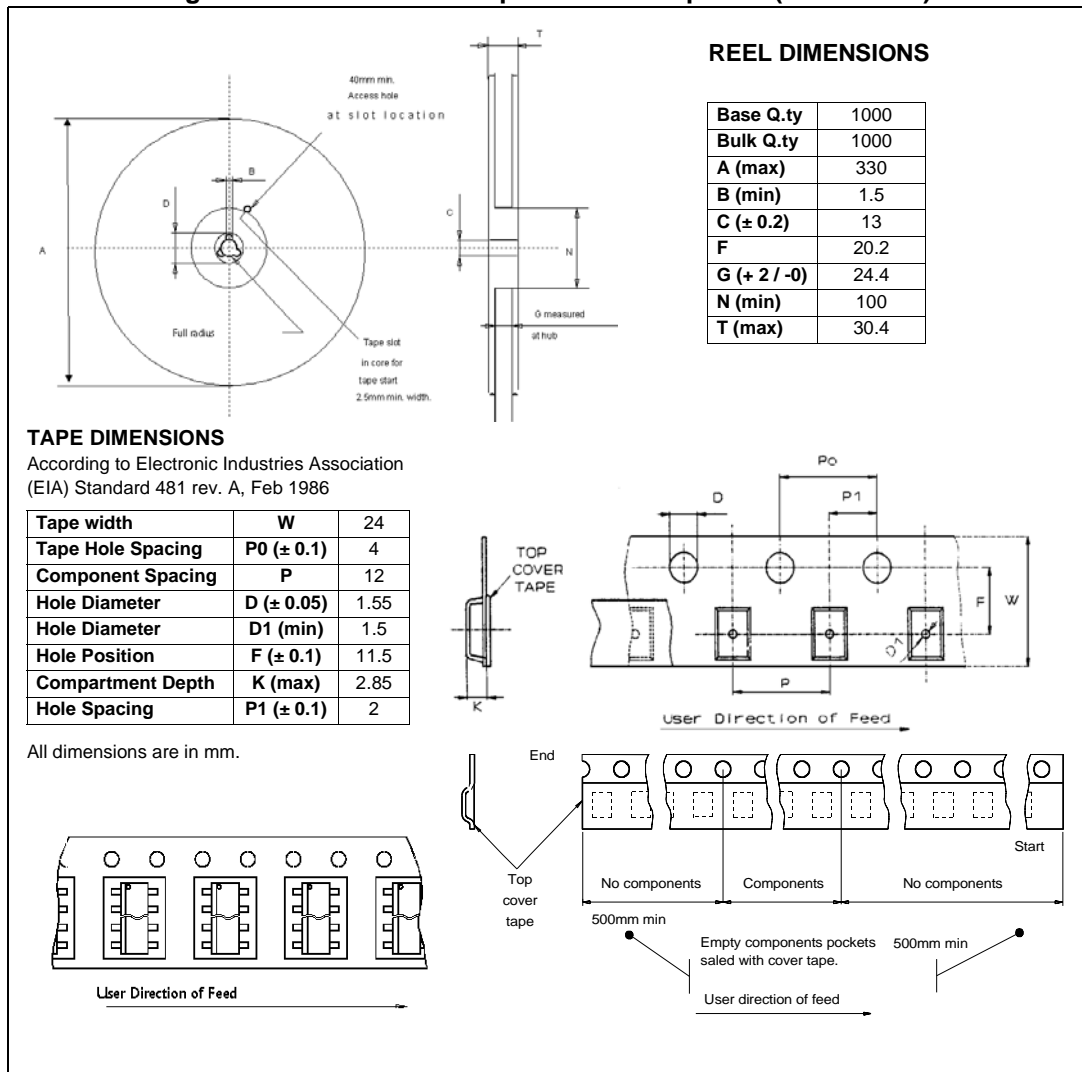 T
REEL DIMENSIONS
40mm min.
Access hole
at slot location
B
D
C
A
N
G measured
at hub
Full radius
Tape slot
in core for
tape start
2.5mm min. width.
Base Q.ty 1000
Bulk Q.ty 1000
A (max) 330
B (min) 1.5
C (± 0.2) 13
F 20.2
G (+ 2 / -0) 24.4
N (min) 100
T (max) 30.4
TAPE DIMENSIONS
According to Electronic Industries Association
(EIA) Standard 481 rev. A, Feb 1986
Tape width W 24
Tape Hole Spacing P0 (± 0.1) 4
Component Spacing P 12
Hole Diameter D (± 0.05) 1.55
Hole Diameter D1 (min) 1.5
Hole Position F (± 0.1) 11.5
Compartment Depth K (max) 2.85
Hole Spacing P1 (± 0.1) 2
All dimensions are in mm.
Po
D
P1
TOP
COVER
TAPE
F
W
D1
P
K
User Direction of Feed
End
Start
Top
cover
tape
No components
Components
No components
500mm min
Empty components pockets
saled with cover tape.
500mm min
User direction of feed
User Direction of Feed